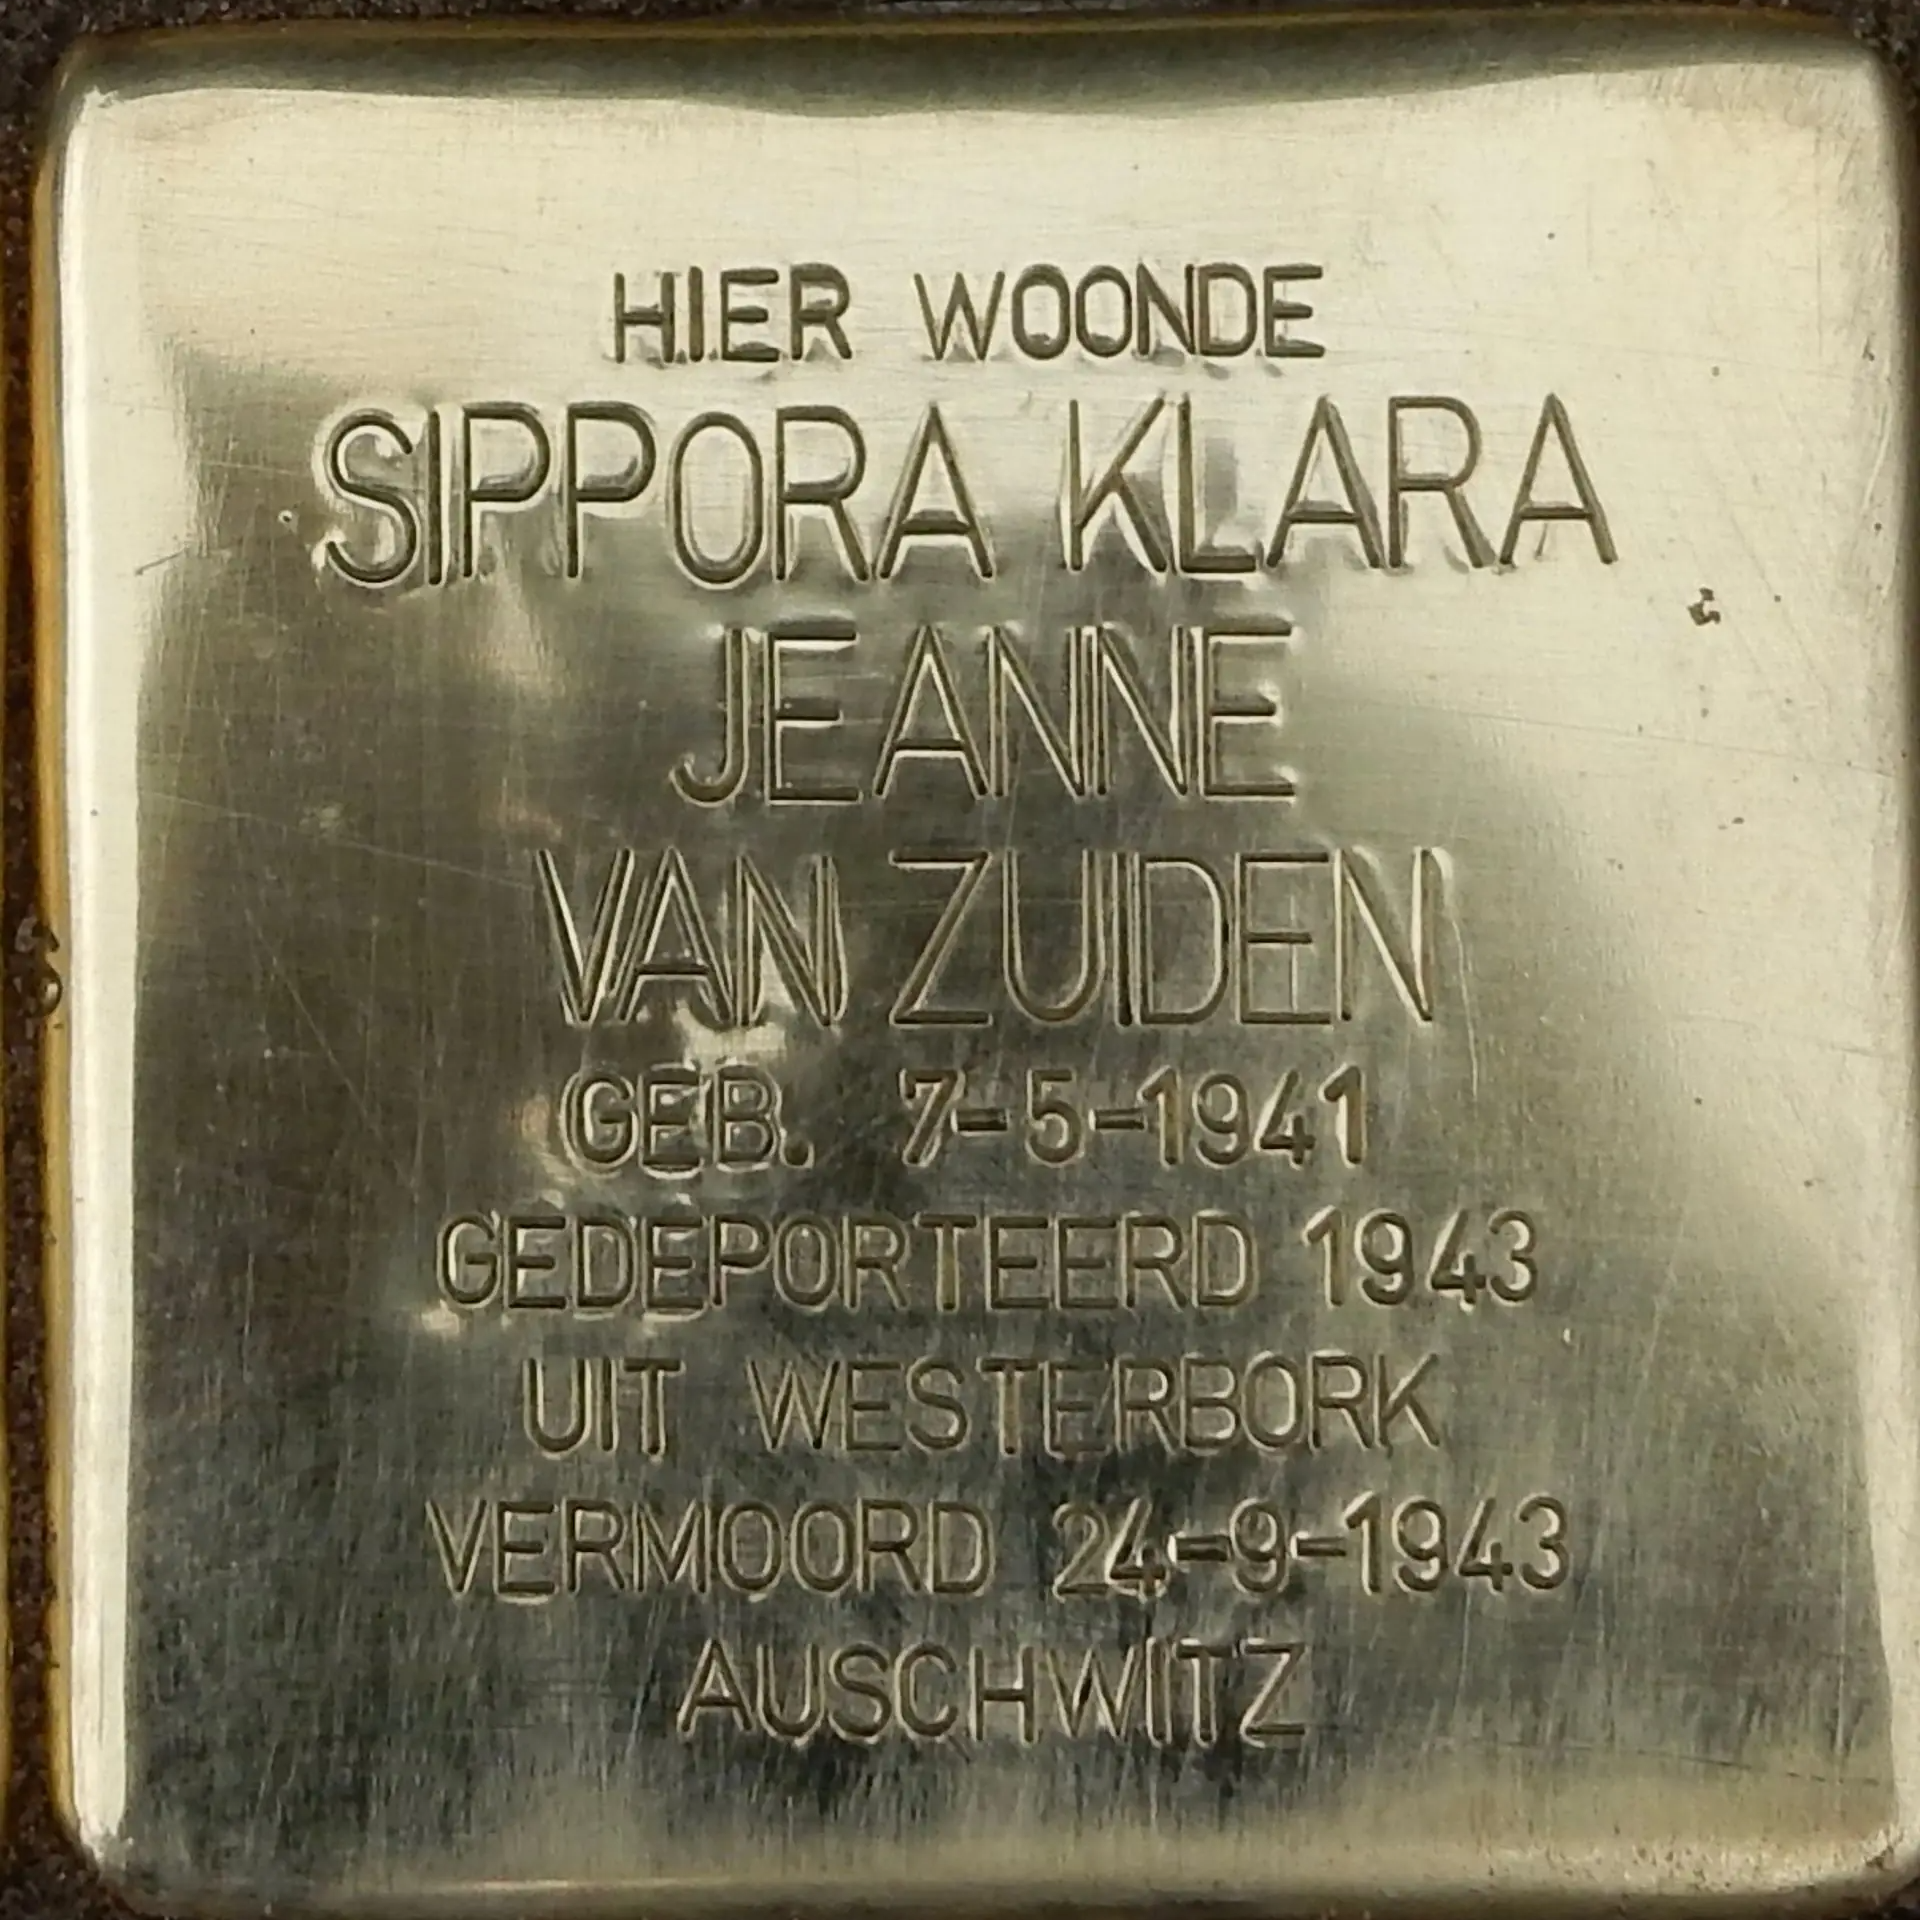 HIER WOONDE
SIPPORA KLARA
JEANNE
VAN ZUIDEN
GEB. 7-5-1941
GEDEPORTEERD 1943
UIT WESTERBORK
VERMOORD 24-9-1943
AUSCHWITZ